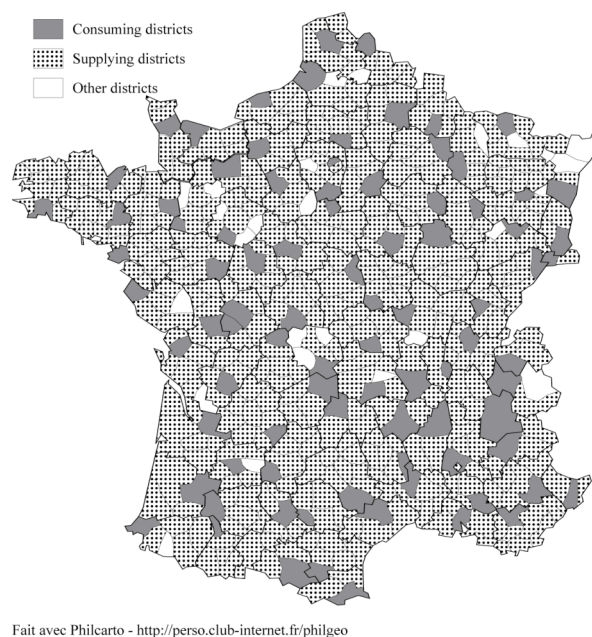 Consuming districts
Supplying districts
Other districts
Fait avec Philcarto - http://perso.club-internet.fr/philgeo